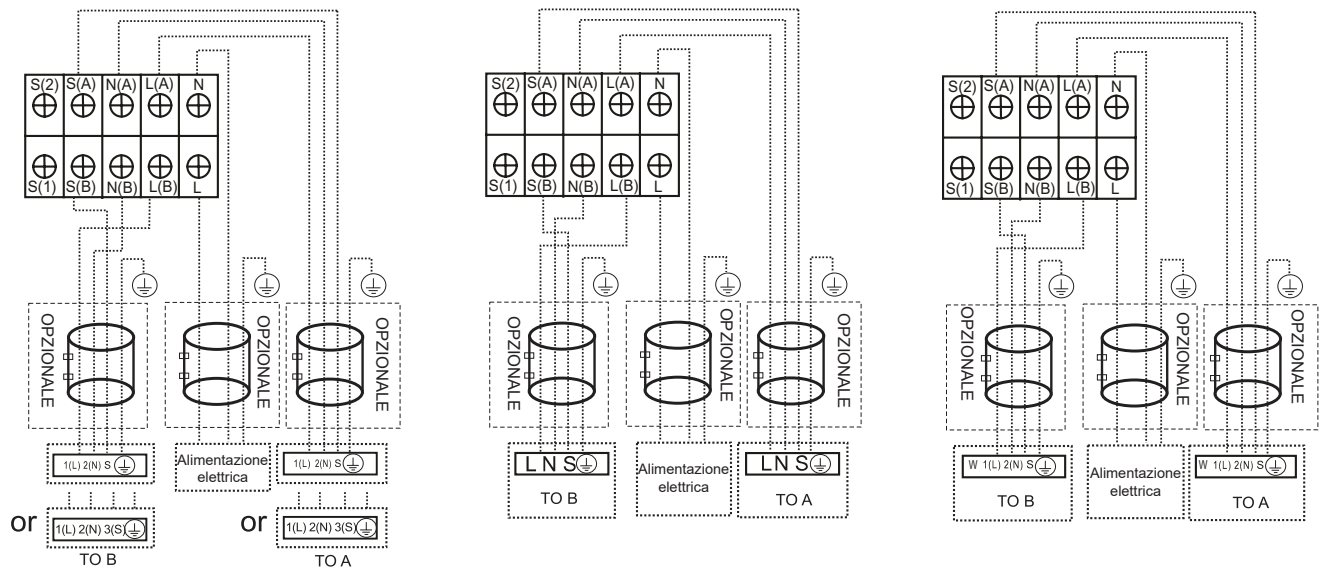 S(2) S(A) N(A) L(A) N
S(1) S(B) N(B) L(B) L
OPZIONALE
OPZIONALE
OPZIONALE
1(L) 2(N) S
Alimentazione
elettrica
1(L) 2(N) S
or
1(L) 2(N) 3(S)
TO B
or
1(L) 2(N) 3(S)
TO A
S(2) S(A) N(A) L(A) N
S(1) S(B) N(B) L(B) L
OPZIONALE
OPZIONALE
OPZIONALE
L N S
TO B
Alimentazione
elettrica
L N S
TO A
S(2) S(A) N(A) L(A) N
S(1) S(B) N(B) L(B) L
OPZIONALE
OPZIONALE
OPZIONALE
W 1(L) 2(N) S
TO B
Alimentazione
elettrica
W 1(L) 2(N) S
TO A